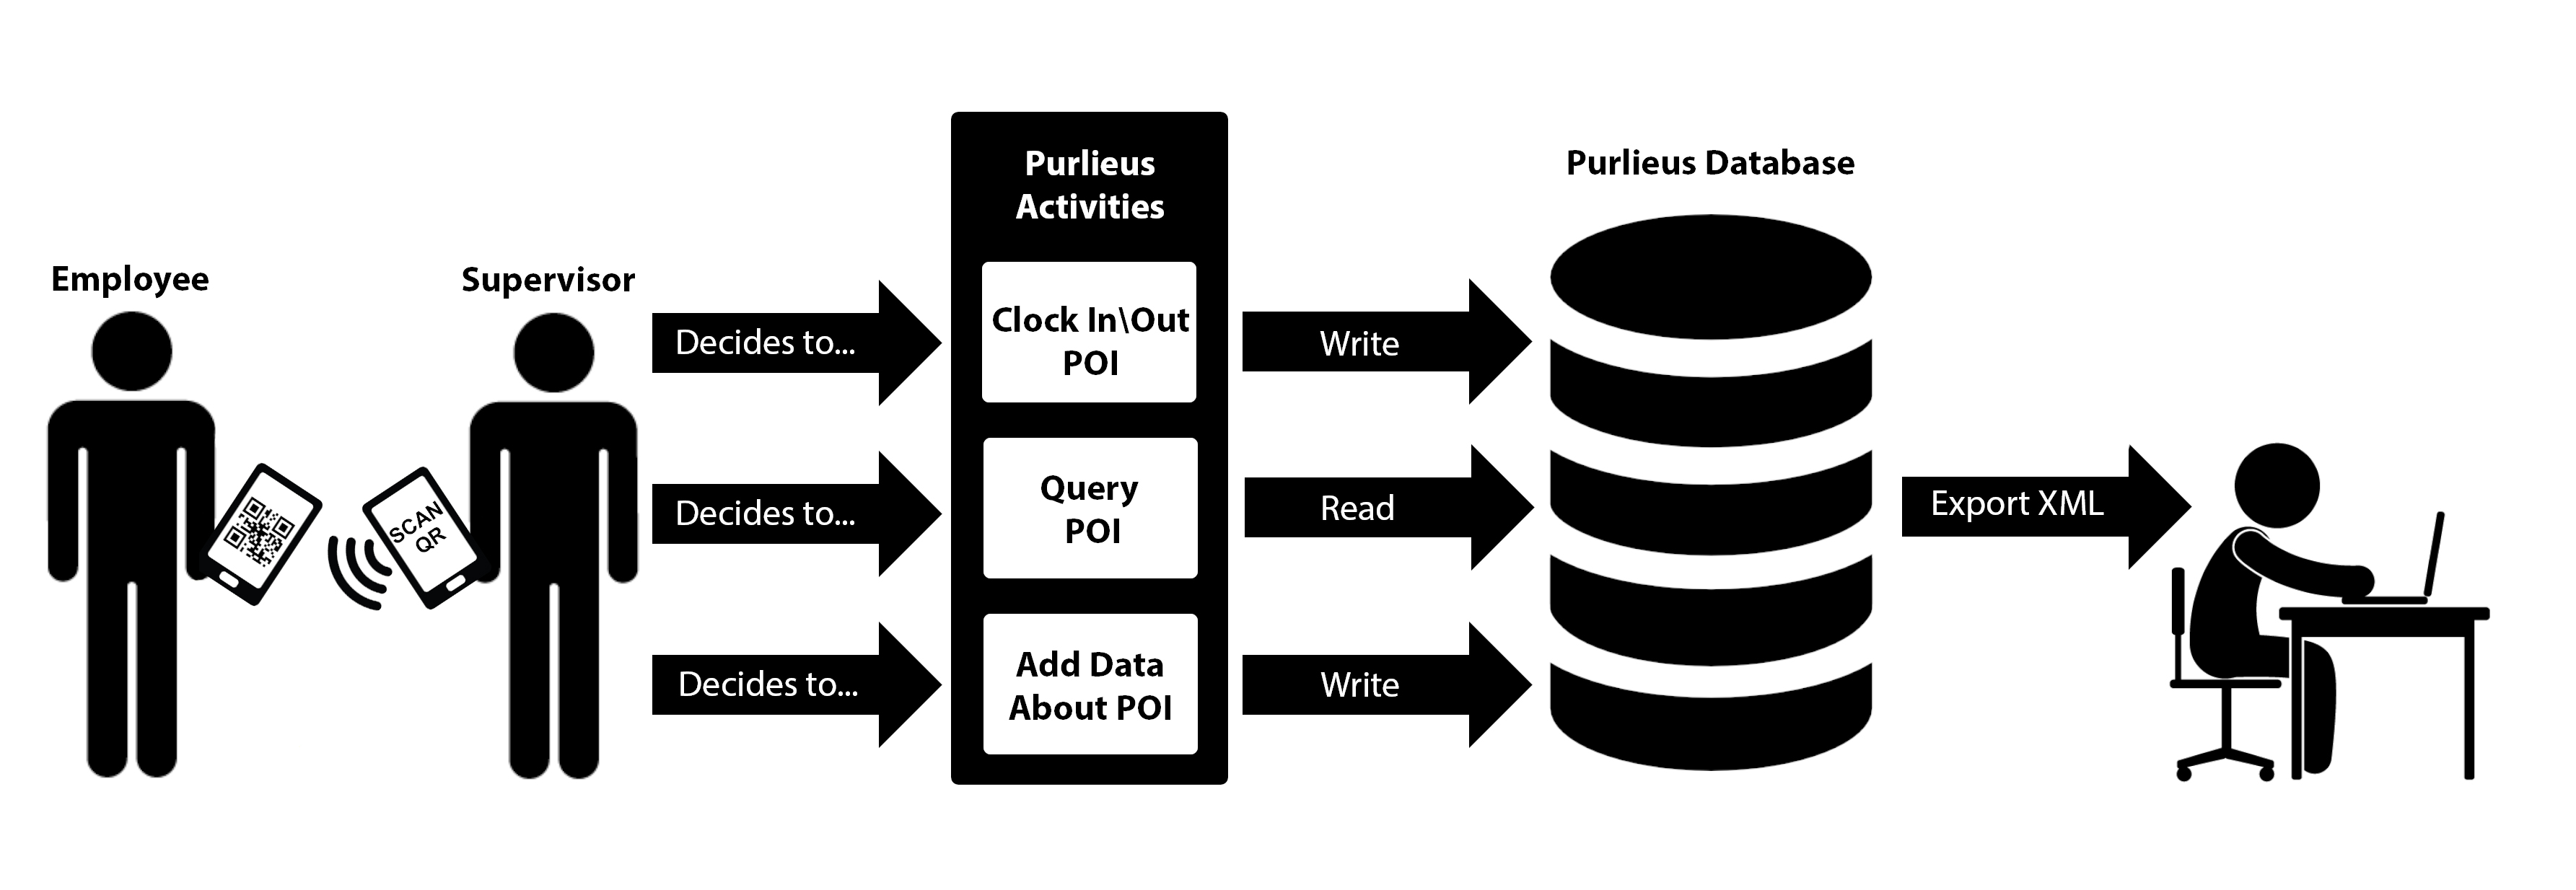 Employee
Supervisor
SCAN
QR
Decides to...
Decides to...
Decides to...
Purlieus
Activities
Clock In\Out
POI
Query
POI
Add Data
About POI
Write
Read
Write
Purlieus Database
Export XML